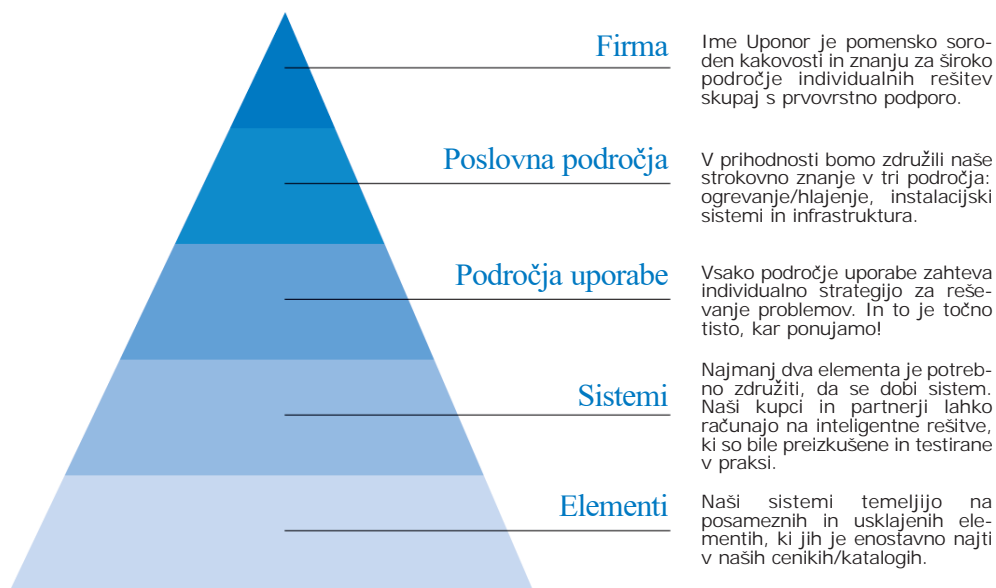 Firma
Ime Uponor je pomensko soro-
den kakovosti in znanju za široko
področje individualnih rešitev
skupaj s prvovrstno podporo.
Poslovna področja
V prihodnosti bomo združili naše
strokovno znanje v tri področja:
ogrevanje/hlajenje, instalacijski
sistemi in infrastruktura.
Področja uporabe
Vsako področje uporabe zahteva
individualno strategijo za reše-
vanje problemov. In to je točno
tisto, kar ponujamo!
Sistemi
Najmanj dva elementa je potreb-
no združiti, da se dobi sistem.
Naši kupci in partnerji lahko
računajo na inteligentne rešitve,
ki so bile preizkušene in testirane
v praksi.
Elementi
Naši sistemi temeljijo na
posameznih in usklajenih ele-
mentih, ki jih je enostavno najti
v naših cenikih/katalogih.